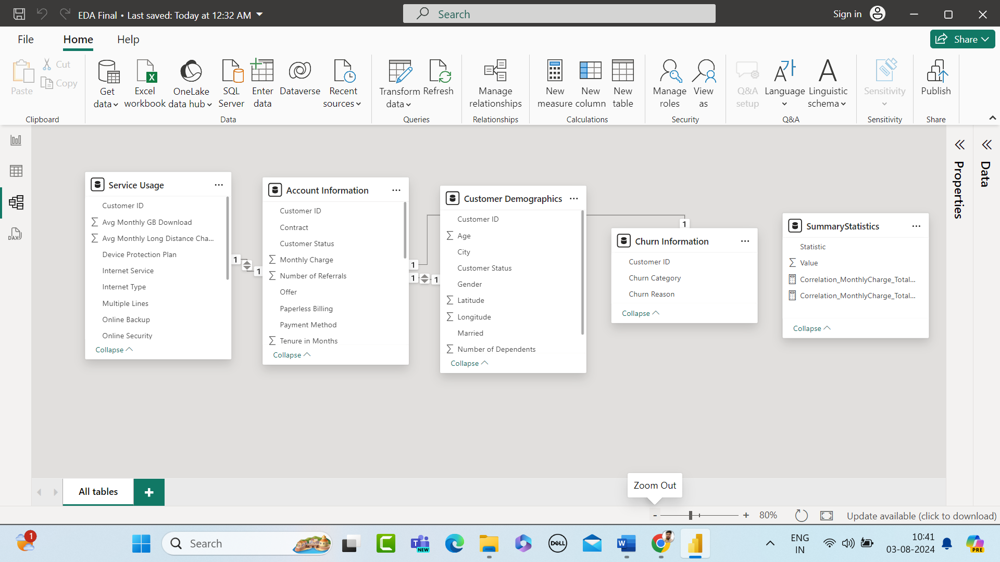 EDA Final • Last saved: Today at 12:32 AM
Search
Sign in
File
Home
Help
Share
Paste
Cut
Copy
Clipboard
Get data
Excel workbook
OneLake data hub
SQL Server
Enter data
Dataverse
Recent sources
Data
Transform data
Refresh
Queries
Manage relationships
Relationships
New measure
New column
New table
Calculations
Manage roles
View as
Security
Q&A setup
Language
Linguistic schema
Q&A
Sensitivity
Sensitivity
Publish
Share
DAX
Service Usage
Customer ID
Avg Monthly GB Download
Avg Monthly Long Distance Cha...
Device Protection Plan
Internet Service
Internet Type
Multiple Lines
Online Backup
Online Security
Collapse
1
1
Account Information
Customer ID
Contract
Customer Status
Monthly Charge
Number of Referrals
Offer
Paperless Billing
Payment Method
Tenure in Months
Collapse
1
1
1
Customer Demographics
Customer ID
Age
City
Customer Status
Gender
Latitude
Longitude
Married
Number of Dependents
Collapse
1
Churn Information
Customer ID
Churn Category
Churn Reason
Collapse
SummaryStatistics
Statistic
Value
Correlation_MonthlyCharge_Total...
Correlation_MonthlyCharge_Total...
Collapse
Properties
Data
All tables
+
Zoom Out
- + 80%
Update available (click to download)
1
Search
T NEW
DELL
W
ENG
IN
10:41
03-08-2024
PRE